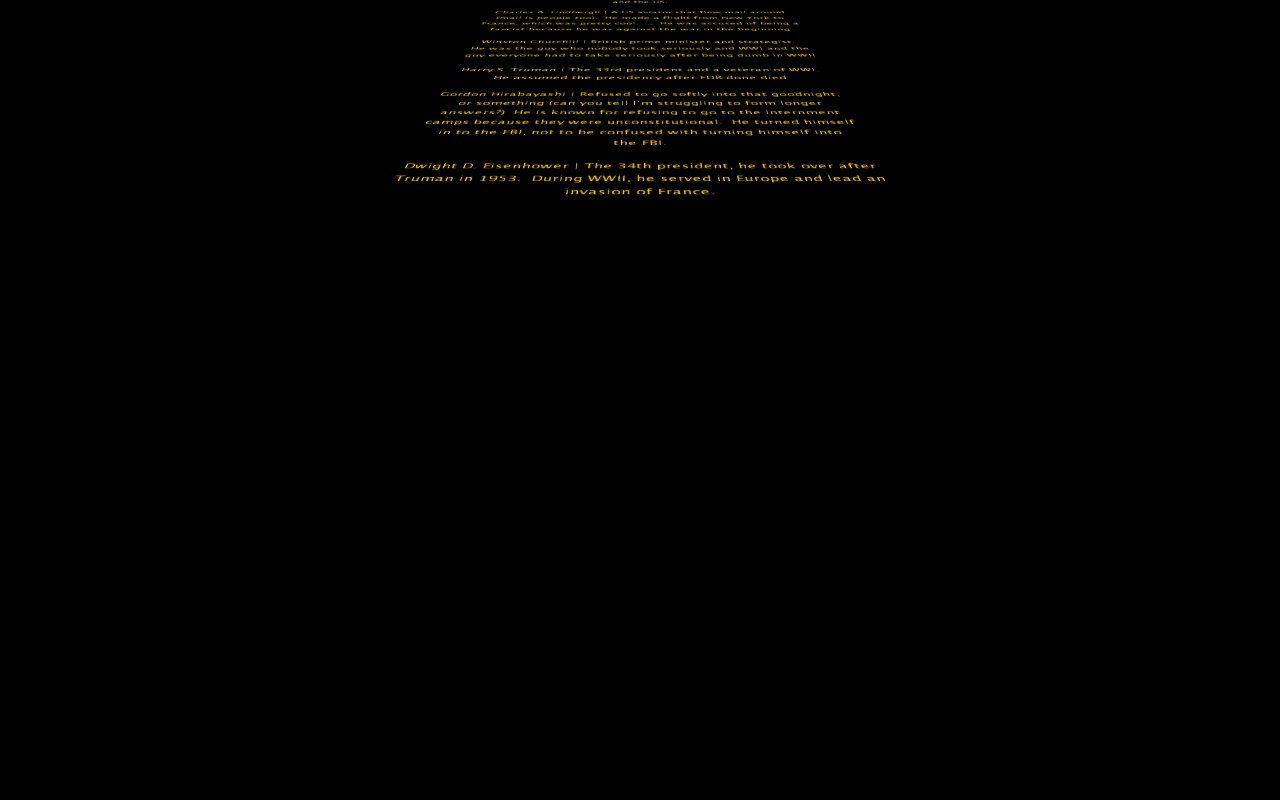 and the US.
Charles A. Lindbergh | A US aviator that flew mail around
(mail is people too). He made a flight from New York to
France, which was pretty cool.... He was accused of being a
fascist because he was against the war in the beginning
Winston Churchill | British prime minister and strategist
He was the guy who nobody took seriously and WWI and the
guy everyone had to take seriously after being dumb in WWII
Harry S. Truman | The 33rd president and a veteran of WWI.
He assumed the presidency after FDR done died
Gordon Hirabayashi | Refused to go softly into that goodnight,
or something (can you tell I'm struggling to form longer
answers?) He is known for refusing to go to the internment
camps because they were unconstitutional. He turned himself
in to the FBI, not to be confused with turning himself into
the FBI.
Dwight D. Eisenhower | The 34th president, he took over after
Truman in 1953. During WWII, he served in Europe and lead an
invasion of France.